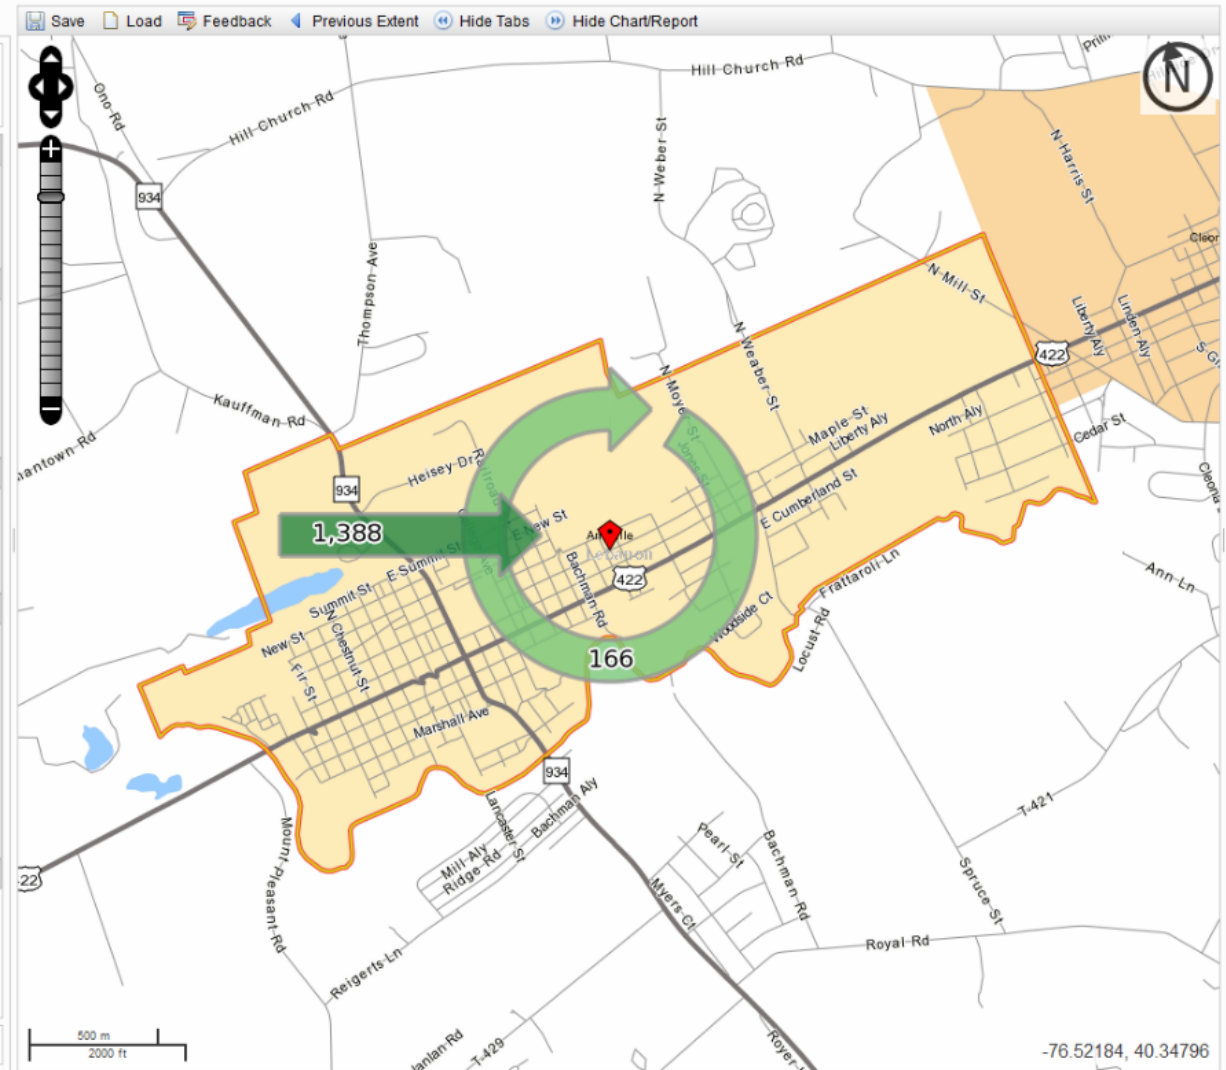 Save Load Feedback Previous Extent Hide Tabs Hide Chart/Report
N
Hill Church Rd
Hill-Church-Rd
Ono-Rd
934
N-Weber-St
N-Harris-St
Thompson-Ave
N-Mill-St
Liberty Aly
Linden-Aly
422
N-Weaber-St
Kauffman-Rd
Maple-St
Liberty Aly
North-Aly
Cedar-St
Heisey-Dr
934
1,388
E-New-St
E-Cumberland-St
E-Summit-St
Lebanon
422
Bachman-Rd
Summit-St
New-St
N-Chestnut-St
Fir-St
Woodside-Ct
Frattaroli-Ln
Locust-Rd
Ann-Ln
166
Marshall-Ave
934
Lancaster-St
Bachman-Aly
Mill-Aly
Ridge-Rd
Mount-Pleasant-Rd
Pearl-St
Bachman-Rd
Myers-Ct
T-421
Spruce-St
Royal-Rd
Reigerts-Ln
T-429
500 m
2000 ft
-76.52184, 40.34796